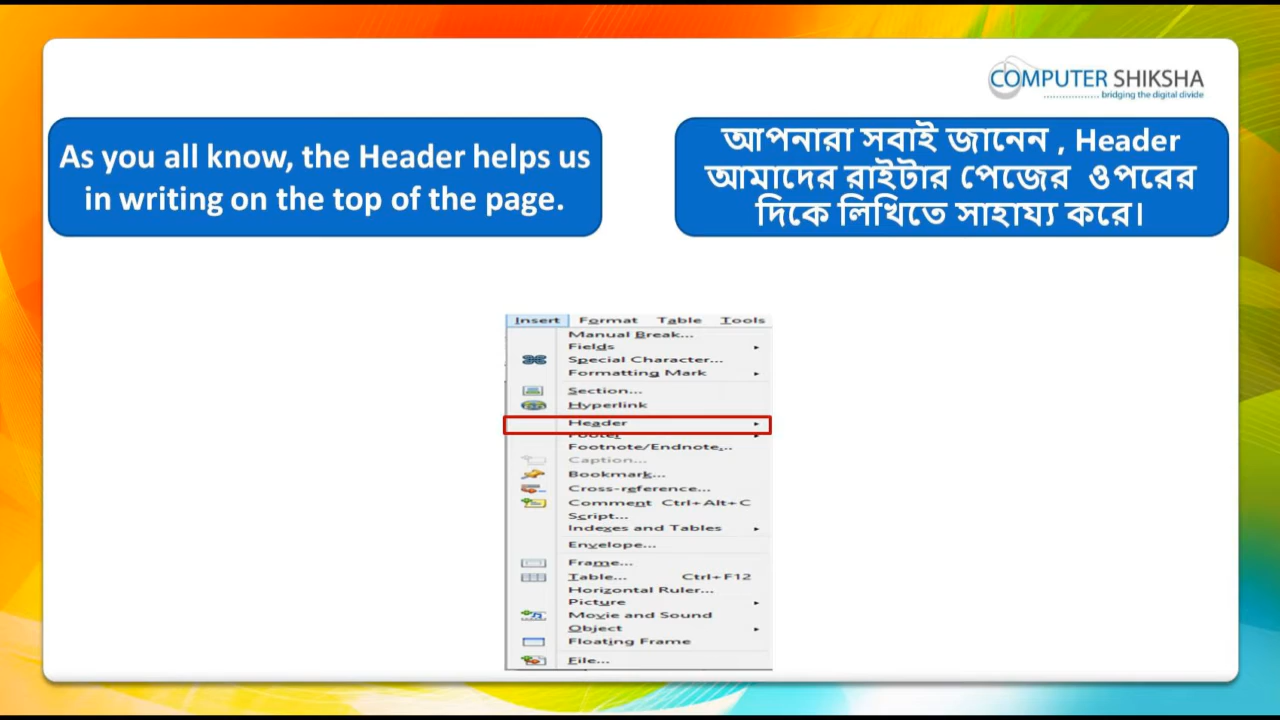 COMPUTER SHIKSHA
bridging the digital divide
As you all know, the Header helps us
in writing on the top of the page.
আপনারা সবাই জানেন , Header
আমাদের রাইটার পেজের ওপরের
দিকে লিখিতে সাহায্য করে।
Insert Format Table Tools
Manual Break...
Fields
Special Character...
Formatting Mark
Section...
Hyperlink
Header
Footer
Footnote/Endnote...
Caption...
Bookmark...
Cross-reference...
Comment Ctrl+Alt+C
Script...
Indexes and Tables
Envelope...
Frame...
Table... Ctrl+F12
Horizontal Ruler...
Picture
Movie and Sound
Object
Floating Frame
File...